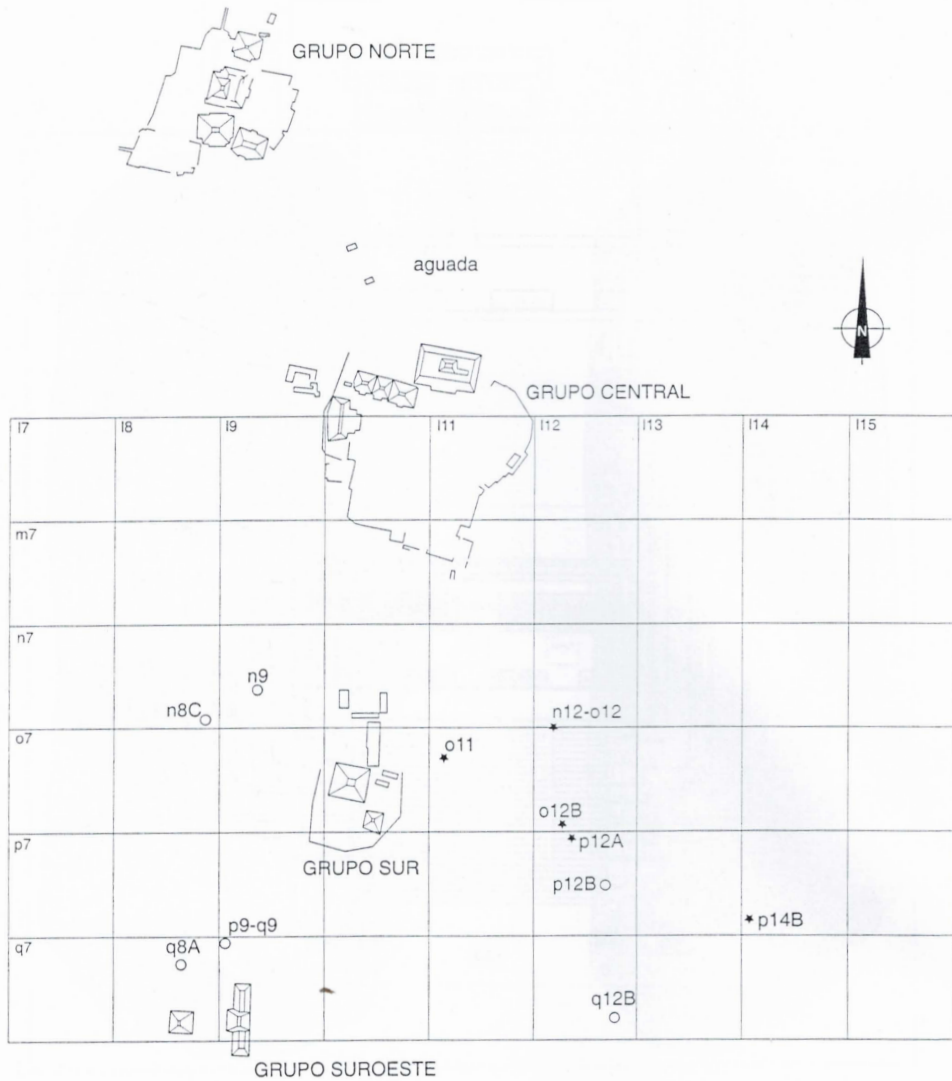 GRUPO NORTE
aguada
N
GRUPO CENTRAL
l7 l8 l9 l11 l12 l13 l14 l15
m7
n7
n9
n8C
n12-o12
o7
o11
o12B
p7
p12A
GRUPO SUR
p12B
p14B
p9-q9
q7
q8A
q12B
GRUPO SUROESTE